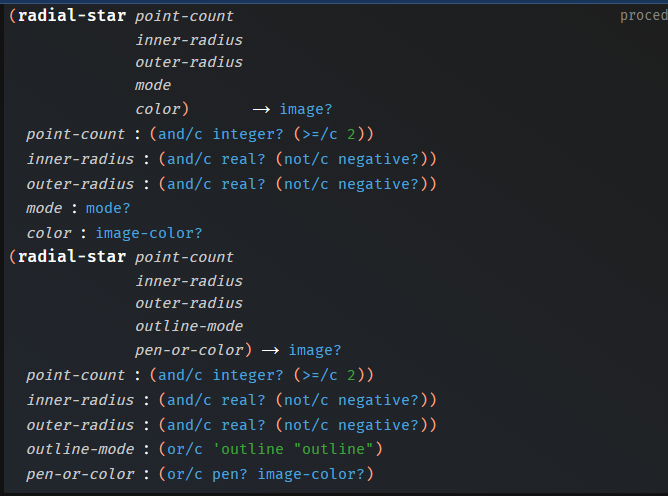 (radial-star point-count proced
inner-radius
outer-radius
mode
color) → image?
point-count : (and/c integer? (>=/c 2))
inner-radius : (and/c real? (not/c negative?))
outer-radius : (and/c real? (not/c negative?))
mode : mode?
color : image-color?
(radial-star point-count
inner-radius
outer-radius
outline-mode
pen-or-color) → image?
point-count : (and/c integer? (>=/c 2))
inner-radius : (and/c real? (not/c negative?))
outer-radius : (and/c real? (not/c negative?))
outline-mode : (or/c 'outline "outline")
pen-or-color : (or/c pen? image-color?)